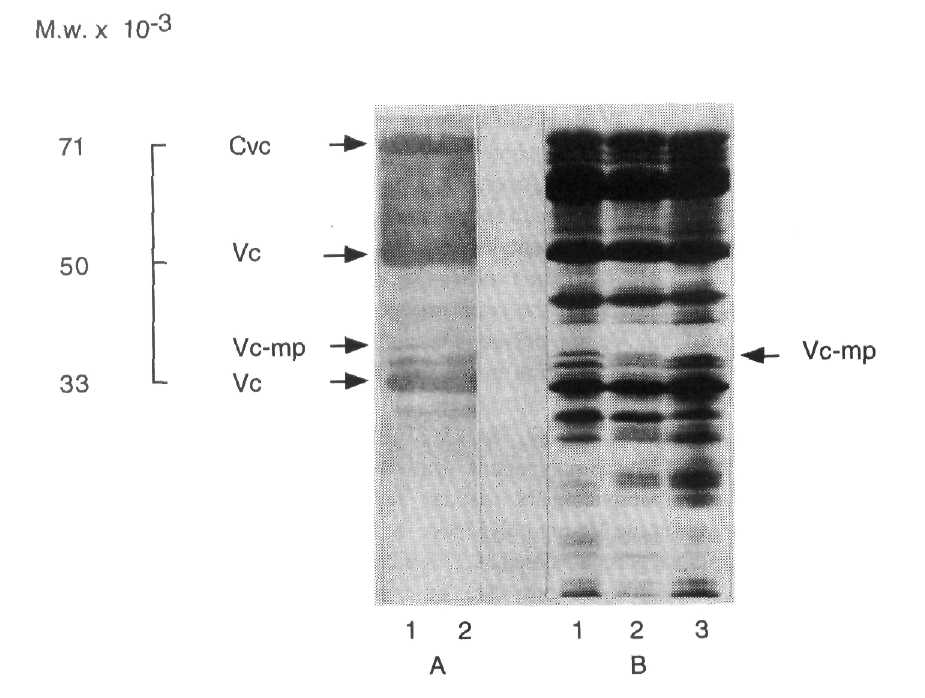 M.w. x 10-3
71 Cvc
50 Vc
Vc-mp Vc-mp
33 Vc
1 2 1 2 3
A B